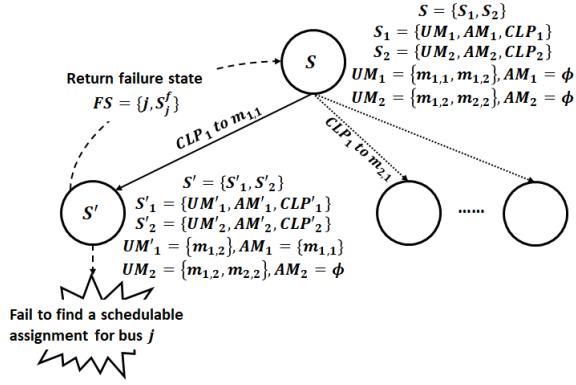 S = {S₁, S₂}
S₁ = {UM₁, AM₁, CLP₁}
S₂ = {UM₂, AM₂, CLP₂}
UM₁ = {m₁,₁, m₁,₂}, AM₁ = ϕ
UM₂ = {m₁,₂, m₂,₂}, AM₂ = ϕ
S
Return failure state
FS = {j, Sⱼᶠ}
CLP₁ to m₁,₁
CLP₁ to m₂,₁
S′
S′ = {S′₁, S′₂}
S′₁ = {UM′₁, AM′₁, CLP′₁}
S′₂ = {UM′₂, AM′₂, CLP′₂}
UM′₁ = {m₁,₂}, AM₁ = {m₁,₁}
UM₂ = {m₁,₂, m₂,₂}, AM₂ = ϕ
......
Fail to find a schedulable
assignment for bus j